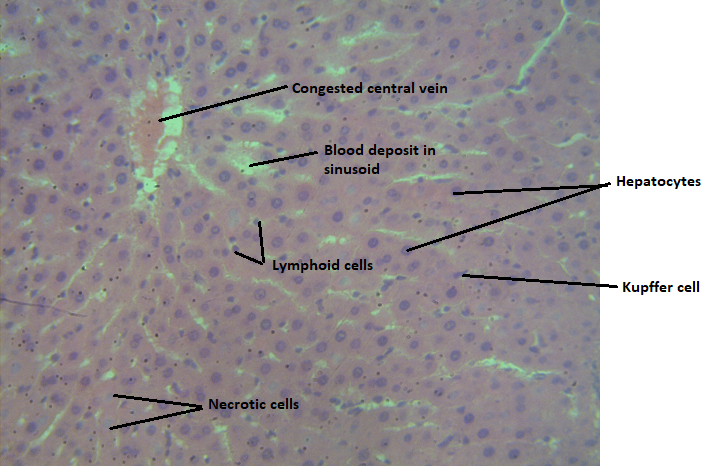 Congested central vein
Blood deposit in
sinusoid
Hepatocytes
Lymphoid cells
Kupffer cell
Necrotic cells